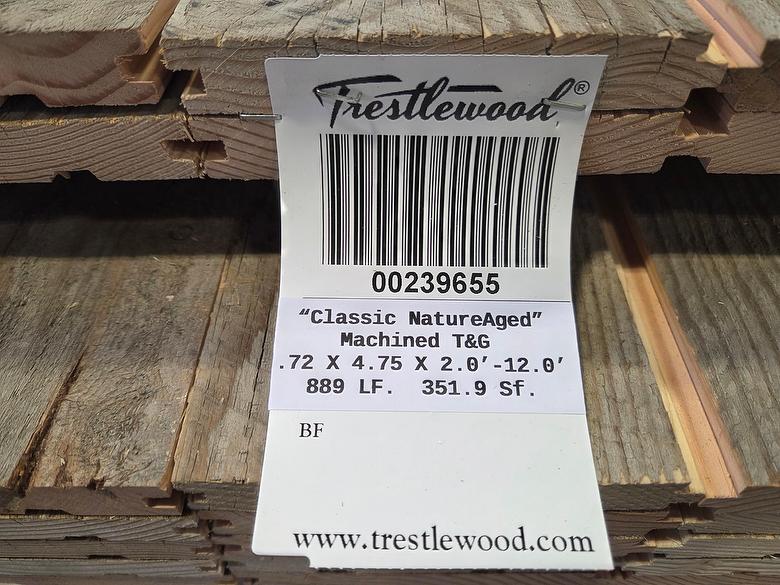 Trestlewood®
00239655
“Classic NatureAged”
Machined T&G
.72 X 4.75 X 2.0′-12.0′
889 LF. 351.9 Sf.
BF
www.trestlewood.com